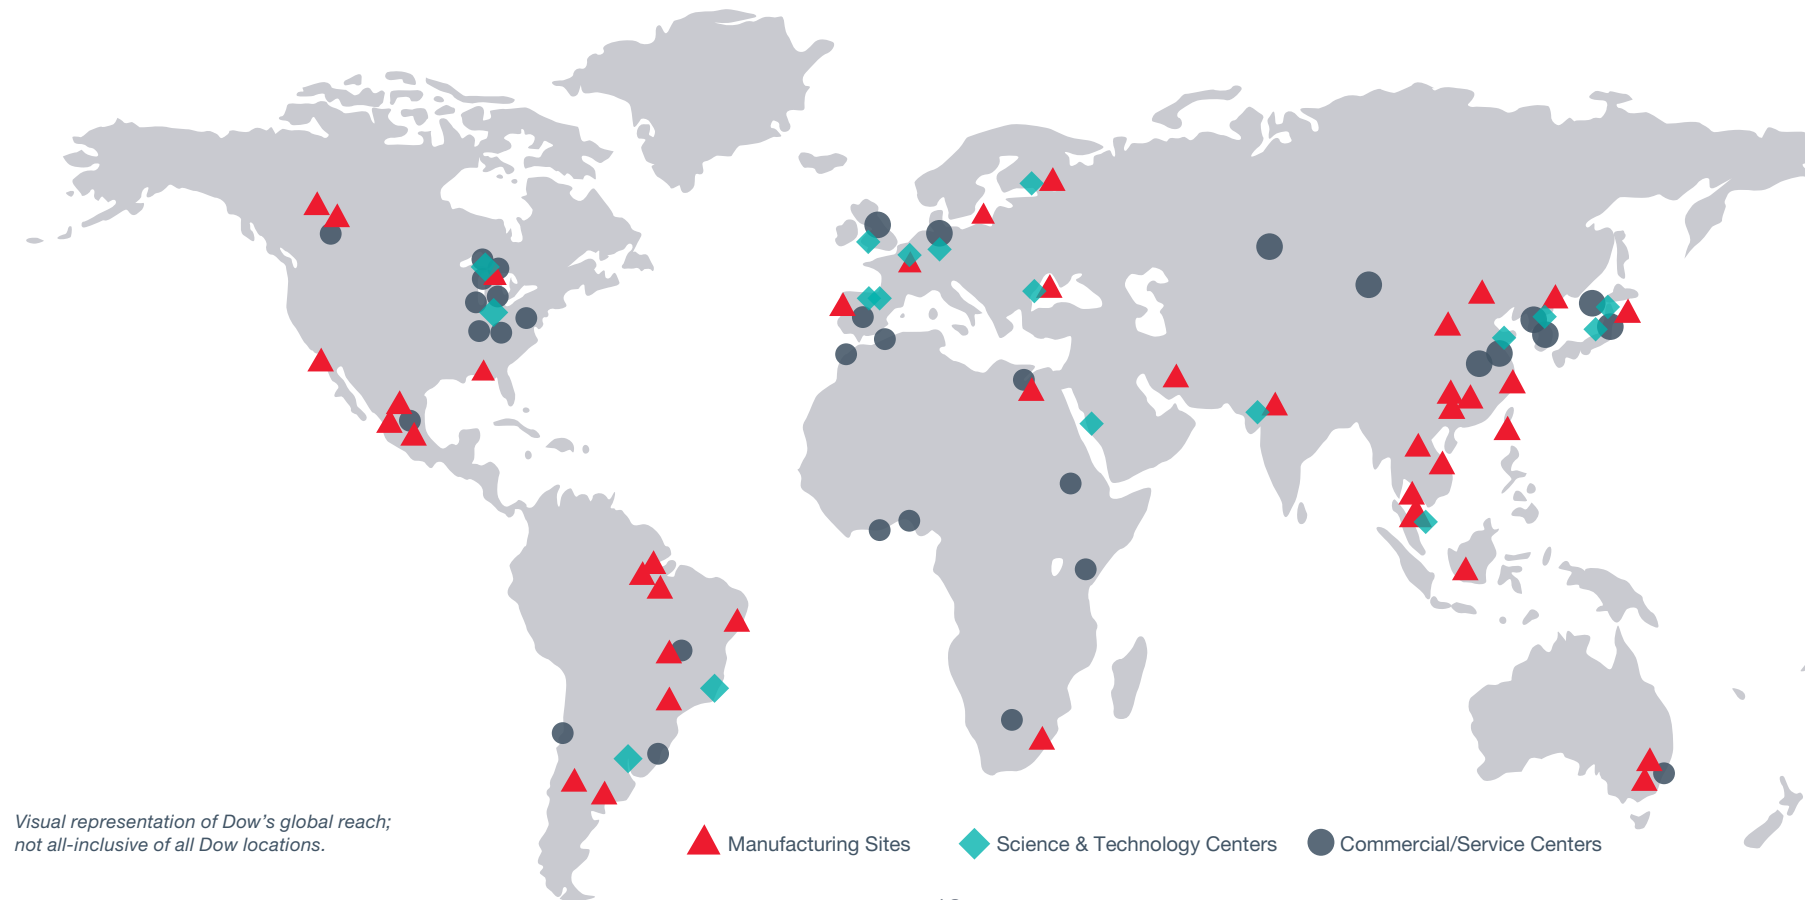 Visual representation of Dow's global reach;
not all-inclusive of all Dow locations.
Manufacturing Sites
Science & Technology Centers
Commercial/Service Centers